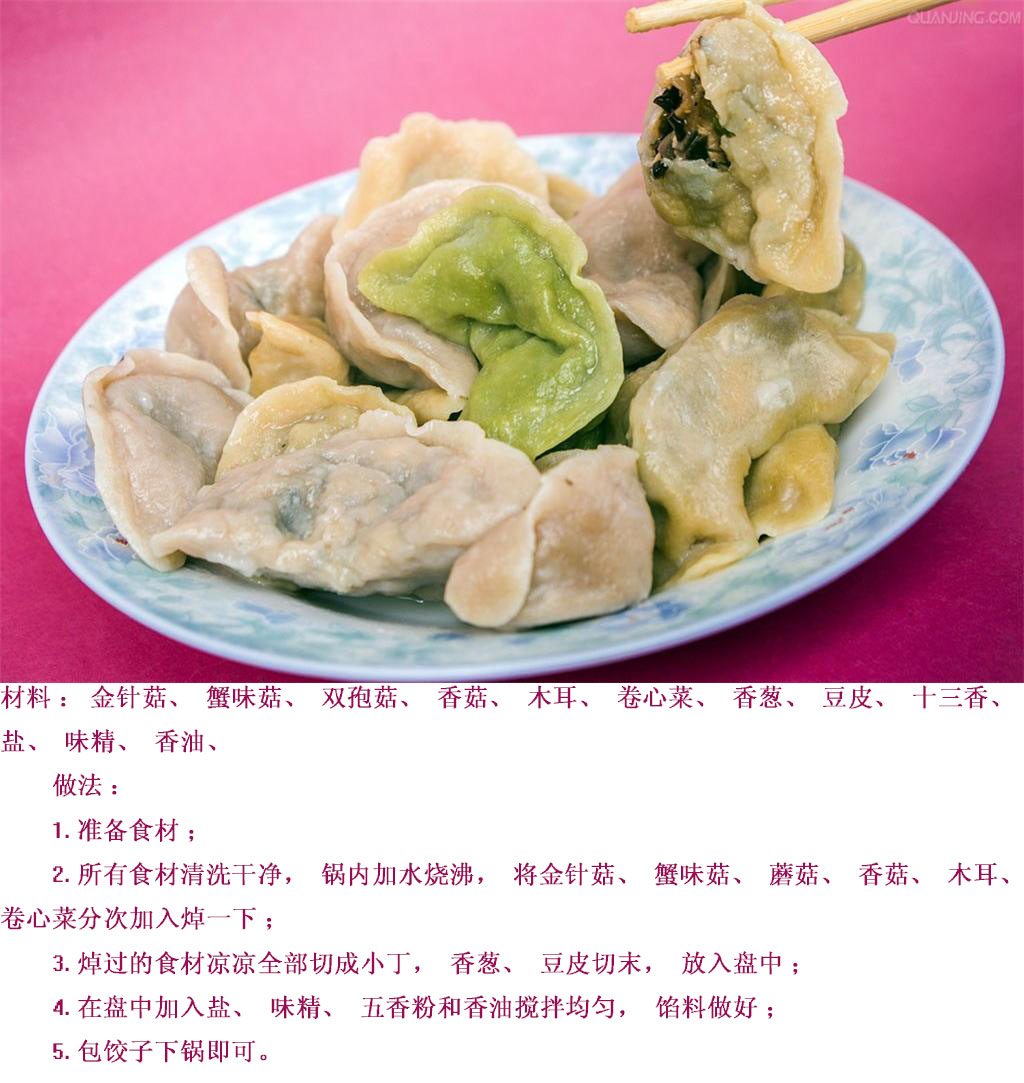 QUANJING.COM
材料： 金针菇、 蟹味菇、 双孢菇、 香菇、 木耳、 卷心菜、 香葱、 豆皮、 十三香、
盐、 味精、 香油、
做法：
1. 准备食材；
2. 所有食材清洗干净， 锅内加水烧沸， 将金针菇、 蟹味菇、 蘑菇、 香菇、 木耳、
卷心菜分次加入焯一下；
3. 焯过的食材凉凉全部切成小丁， 香葱、 豆皮切末， 放入盘中；
4. 在盘中加入盐、 味精、 五香粉和香油搅拌均匀， 馅料做好；
5. 包饺子下锅即可。